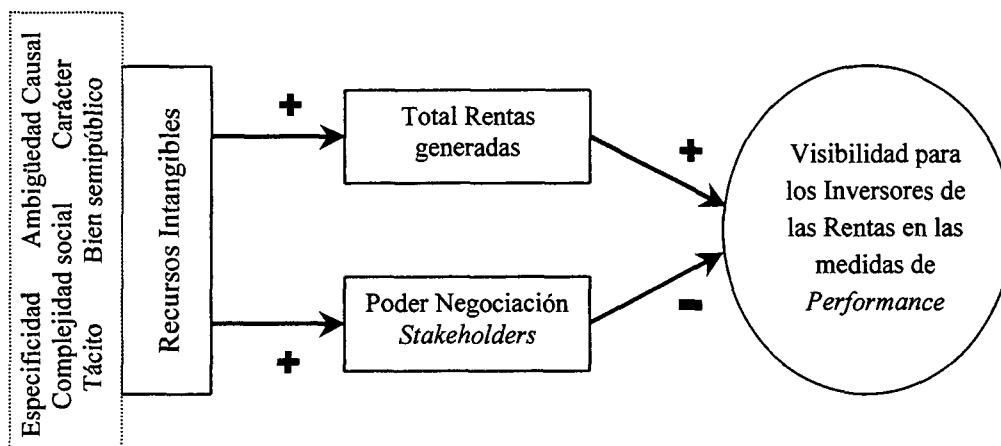 Especificidad Ambigüedad Causal
Complejidad social Carácter
Tácito Bien semipúblico
Recursos Intangibles
+
Total Rentas
generadas
+
+
Poder Negociación
Stakeholders
−
Visibilidad para
los Inversores de
las Rentas en las
medidas de
Performance